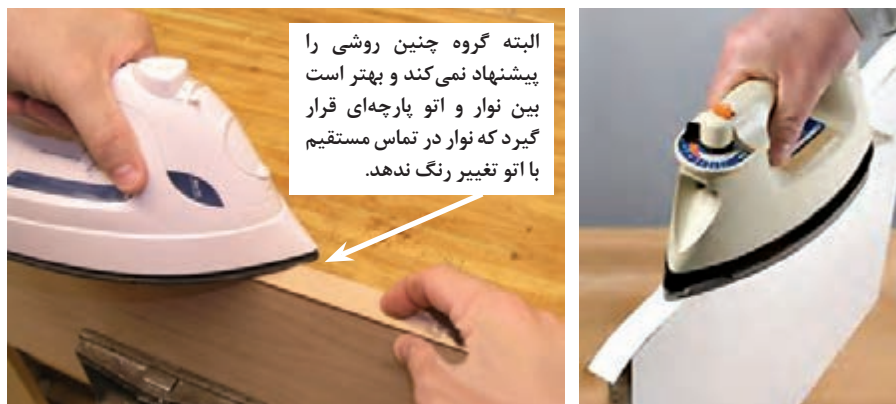 البته گروه چنین روشی را
پیشنهاد نمی‌کند و بهتر است
بین نوار و اتو پارچه‌ای قرار
گیرد که نوار در تماس مستقیم
با اتو تغییر رنگ ندهد.